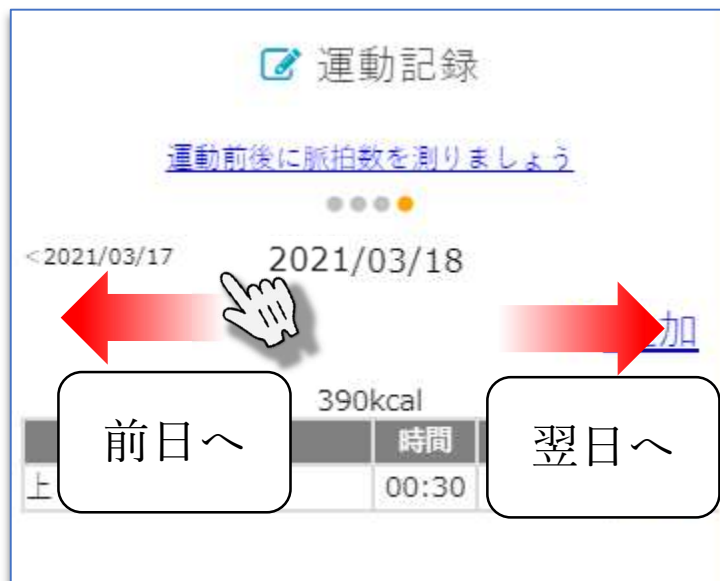 運動記録
運動前後に脈拍数を測りましょう
<2021/03/17 2021/03/18
加
390kcal
前日へ 時間 翌日へ
上 00:30